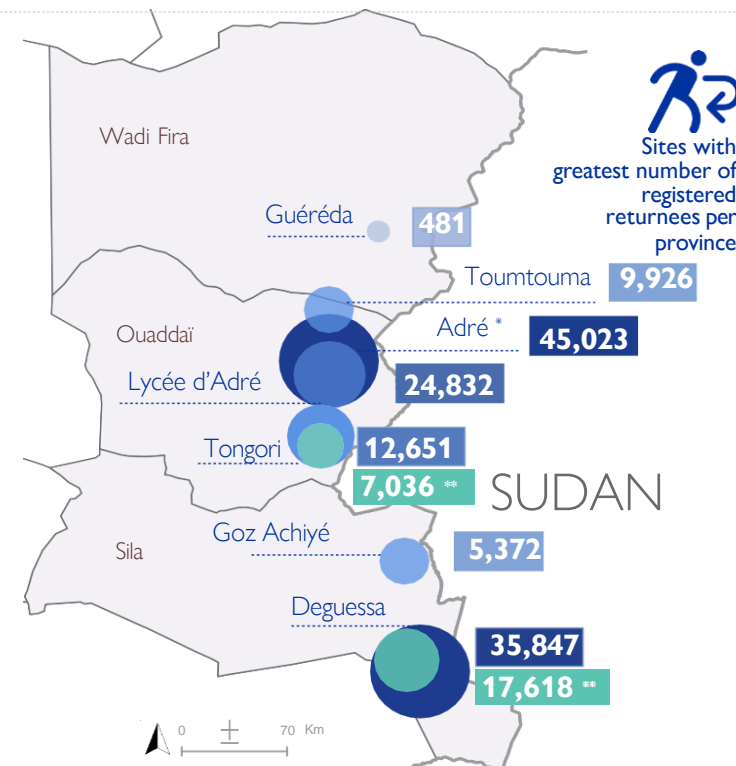 Wadi Fira
Sites with
greatest number of
registered
returnees per
province
Guéréda 481
Toumtouma 9,926
Ouaddaï
Adré * 45,023
Lycée d’Adré 24,832
Tongori 12,651
7,036 **
SUDAN
Goz Achiyé 5,372
Sila
Deguessa
35,847
17,618 **
0 ± 70 Km